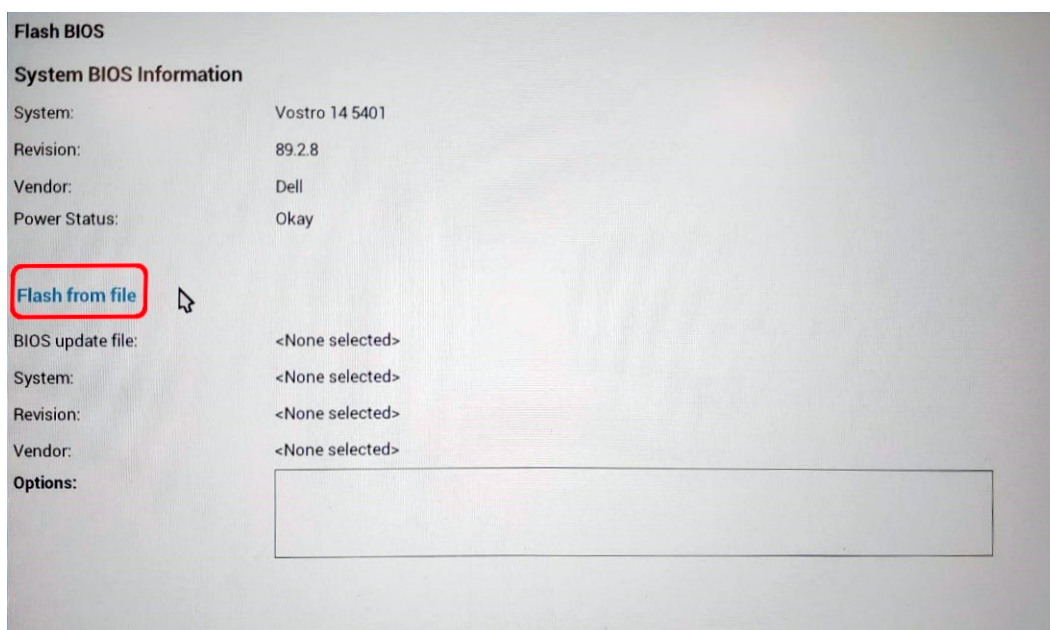 Flash BIOS
System BIOS Information
System: Vostro 14 5401
Revision: 89.2.8
Vendor: Dell
Power Status: Okay
Flash from file
BIOS update file: <None selected>
System: <None selected>
Revision: <None selected>
Vendor: <None selected>
Options: